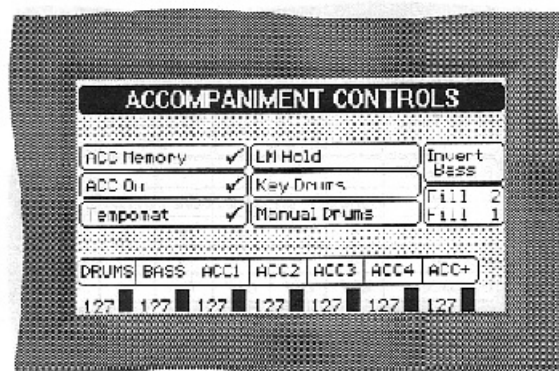 ACCOMPANIMENT CONTROLS
ACC Memory ✓ LM Hold Invert Bass
ACC On ✓ Key Drums Fill 2
Tempomat ✓ Manual Drums Fill 1
DRUMS BASS ACC1 ACC2 ACC3 ACC4 ACC+
127 127 127 127 127 127 127